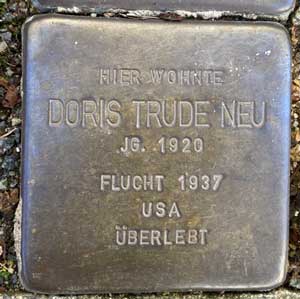 HIER WOHNTE
DORIS TRUDE NEU
JG. 1920
FLUCHT 1937
USA
ÜBERLEBT